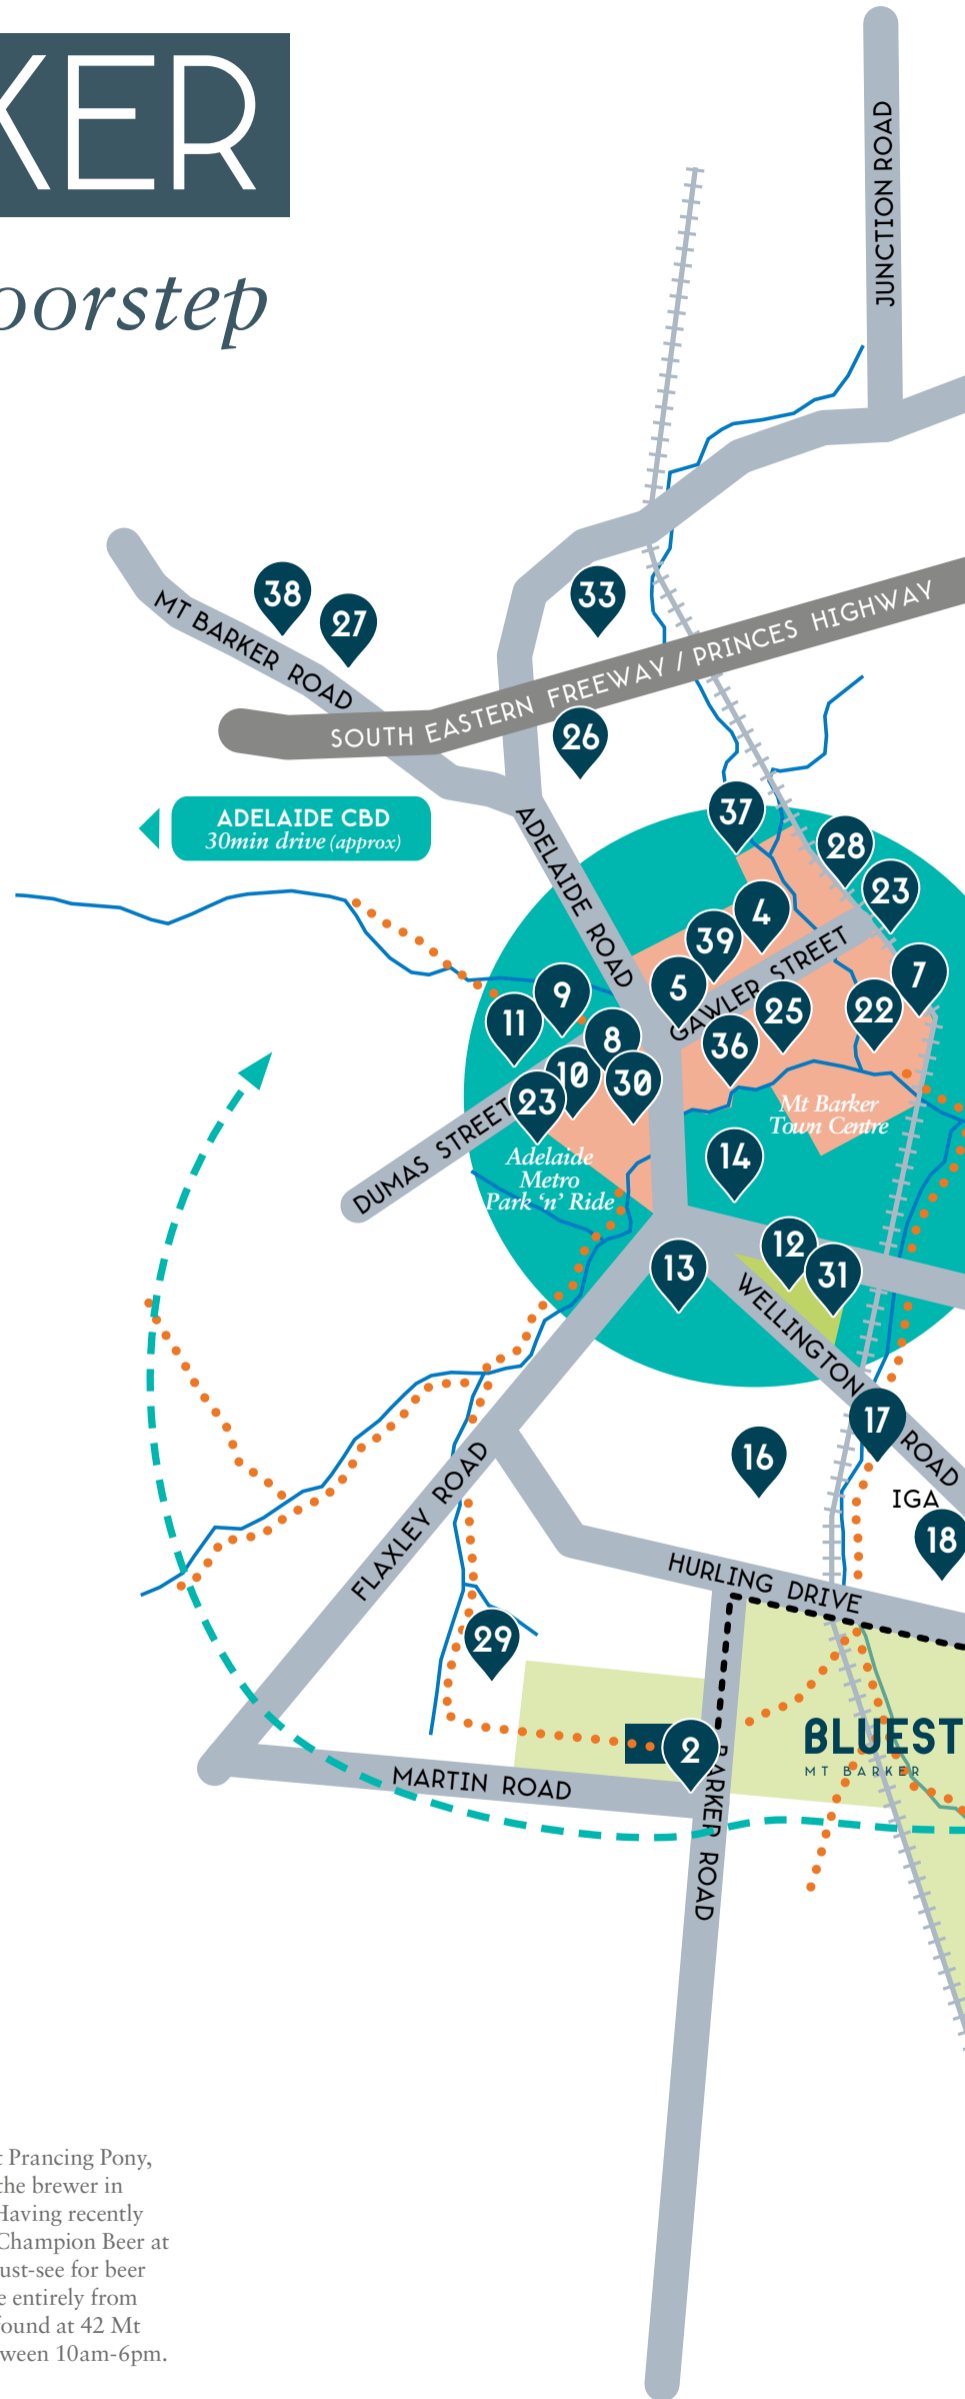 KER
oorstep
JUNCTION ROAD
38
27
33
MT BARKER ROAD
SOUTH EASTERN FREEWAY / PRINCES HIGHWAY
26
ADELAIDE CBD
30min drive (approx)
37
28
23
4
39
ADELAIDE ROAD
5
GAWLER STREET
7
9
11
8
25
22
36
10
30
23
DUMAS STREET
Mt Barker
Town Centre
Adelaide
Metro
Park ‘n’ Ride
14
12
31
13
WELLINGTON ROAD
17
16
IGA
18
FLAXLEY ROAD
HURLING DRIVE
29
BLUEST
MT BARKER
2
MARTIN ROAD
BARKER ROAD
t Prancing Pony,
the brewer in
Having recently
Champion Beer at
ust-see for beer
e entirely from
found at 42 Mt
ween 10am-6pm.